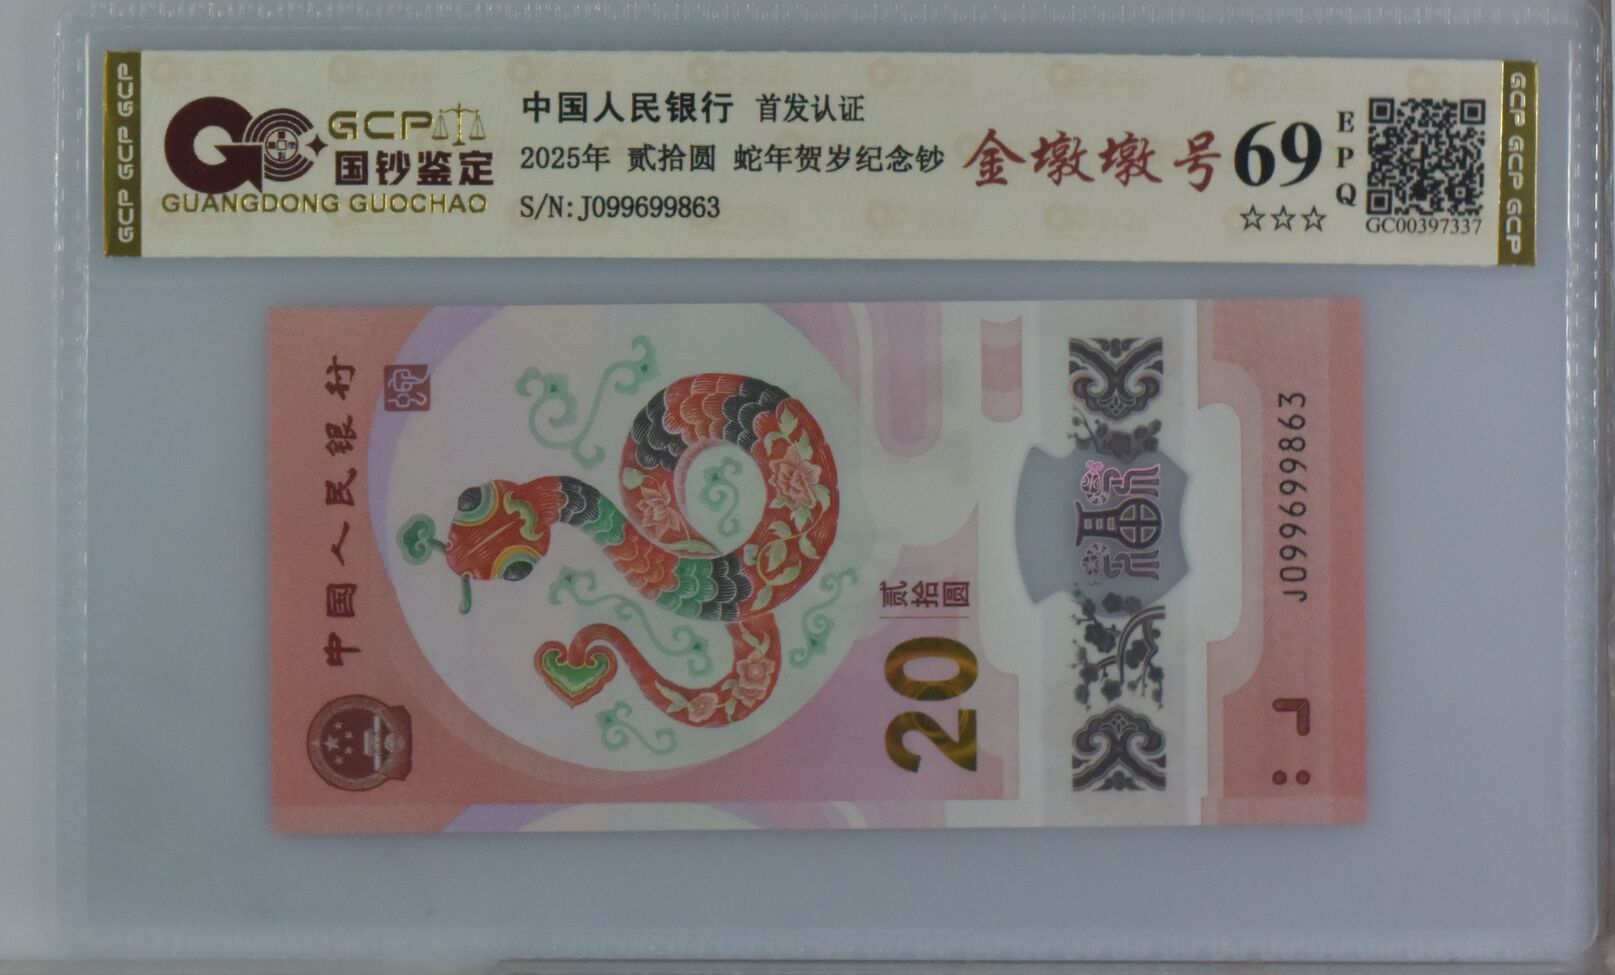 GCP GCP GCP
GCP
国钞鉴定
GUANGDONG GUOCHAO
中国人民银行 首发认证
2025年 贰拾圆 蛇年贺岁纪念钞
S/N:J099699863
金墩墩号
69
EPQ
☆☆☆
GC00397337
GCP GCP GCP GCP
中国人民银行
贰拾圆
20
J099699863